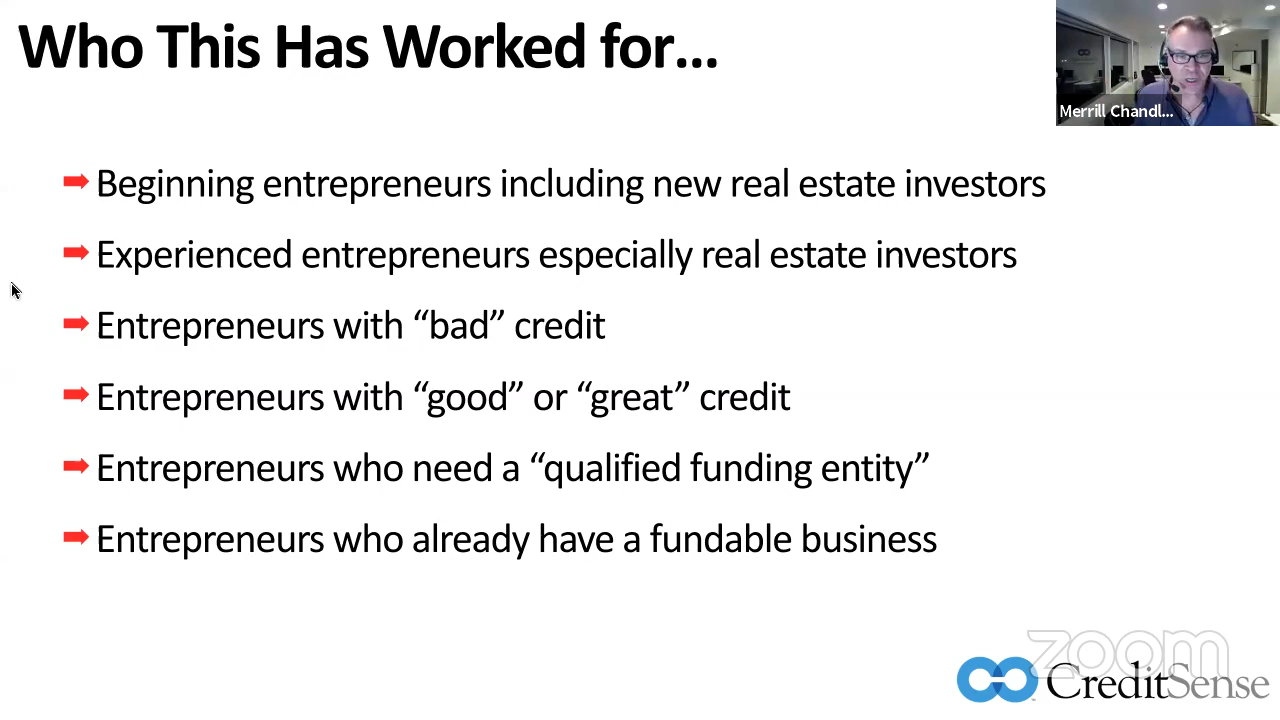 Who This Has Worked for...
Merrill Chandl...
Beginning entrepreneurs including new real estate investors
Experienced entrepreneurs especially real estate investors
Entrepreneurs with “bad” credit
Entrepreneurs with “good” or “great” credit
Entrepreneurs who need a “qualified funding entity”
Entrepreneurs who already have a fundable business
zoom
CreditSense